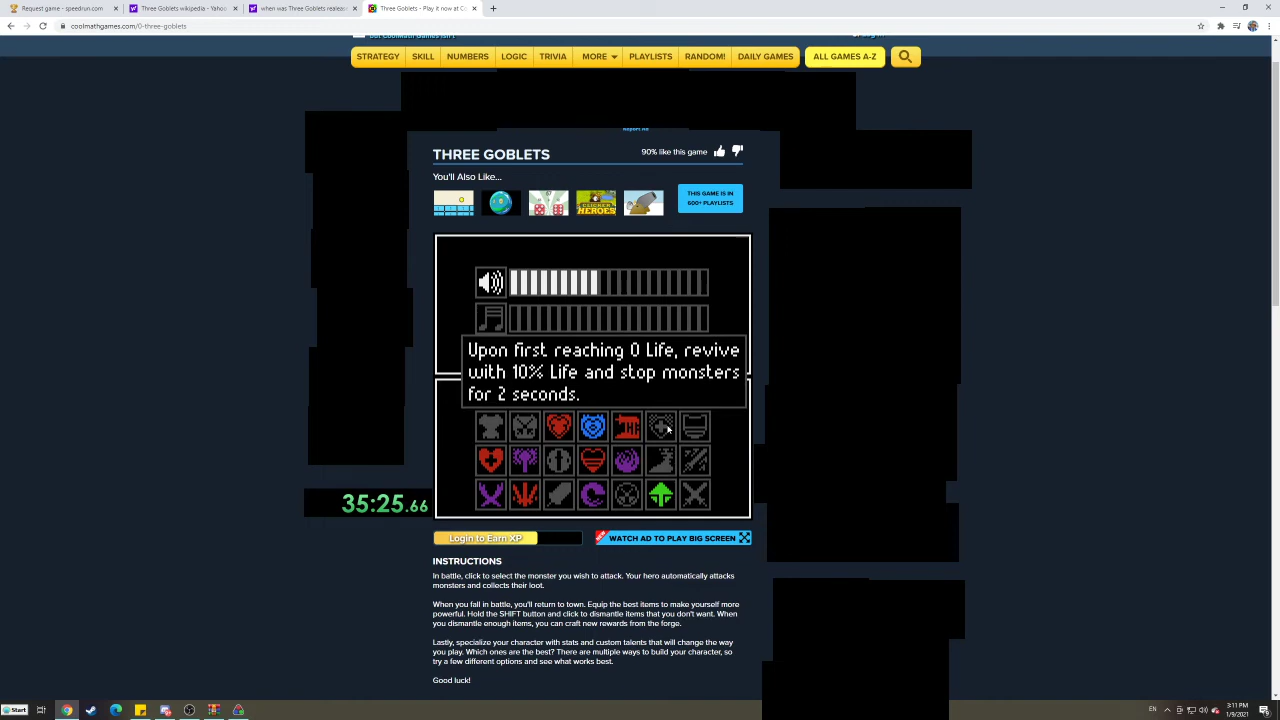 Request game - speedrun.com
Three Goblets wikipedia - Yahoo
when was Three Goblets realeas
Three Goblets - Play it now at C
coolmathgames.com/0-three-goblets
But CoolMath Games Isn't
STRATEGY SKILL NUMBERS LOGIC TRIVIA MORE PLAYLISTS RANDOM! DAILY GAMES ALL GAMES A-Z
Report Ad
THREE GOBLETS
90% like this game
You'll Also Like...
CLICKER
HEROES
THIS GAME IS IN
600+ PLAYLISTS
Upon first reaching 0 Life, revive
with 10% Life and stop monsters
for 2 seconds.
35:25.66
Login to Earn XP
WATCH AD TO PLAY BIG SCREEN
INSTRUCTIONS
In battle, click to select the monster you wish to attack. Your hero automatically attacks
monsters and collects their loot.
When you fall in battle, you'll return to town. Equip the best items to make yourself more
powerful. Hold the SHIFT button and click to dismantle items that you don't want. When
you dismantle enough items, you can craft new rewards from the forge.
Lastly, specialize your character with stats and custom talents that will change the way
you play. Which ones are the best? There are multiple ways to build your character, so
try a few different options and see what works best.
Good luck!
EN
3:11 PM
1/9/2021